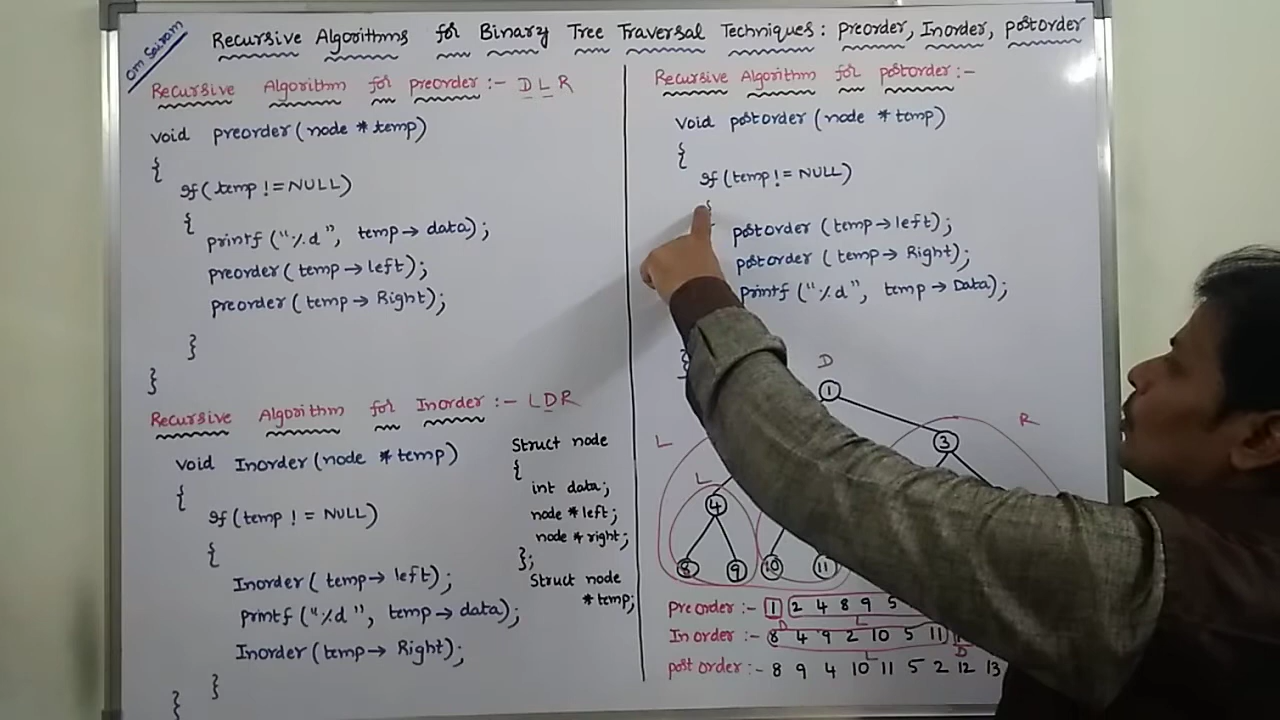 Om Sairam
Recursive Algorithms for Binary Tree Traversal Techniques: preorder, Inorder, postorder
Recursive Algorithm for preorder:- DLR
void preorder(node * temp)
{
If(temp != NULL)
{
printf("%d", temp→data);
preorder(temp→left);
preorder(temp→Right);
}
}
Recursive Algorithm for Inorder:- LDR
void Inorder(node * temp)
{
If(temp != NULL)
{
Inorder(temp→left);
printf("%d", temp→data);
Inorder(temp→Right);
}
}
Struct node
{
int data;
node * left;
node * right;
};
Struct node
* temp;
Recursive Algorithm for postorder:-
void postorder(node * temp)
{
If(temp != NULL)
{
postorder(temp→left);
postorder(temp→Right);
printf("%d", temp→Data);
}
D
1
L
3
R
L
4
8 9 10 11
Preorder:- 1 2 4 8 9 5
D L
Inorder:- 8 4 9 2 10 5 11
L D
postorder:- 8 9 4 10 11 5 2 12 13